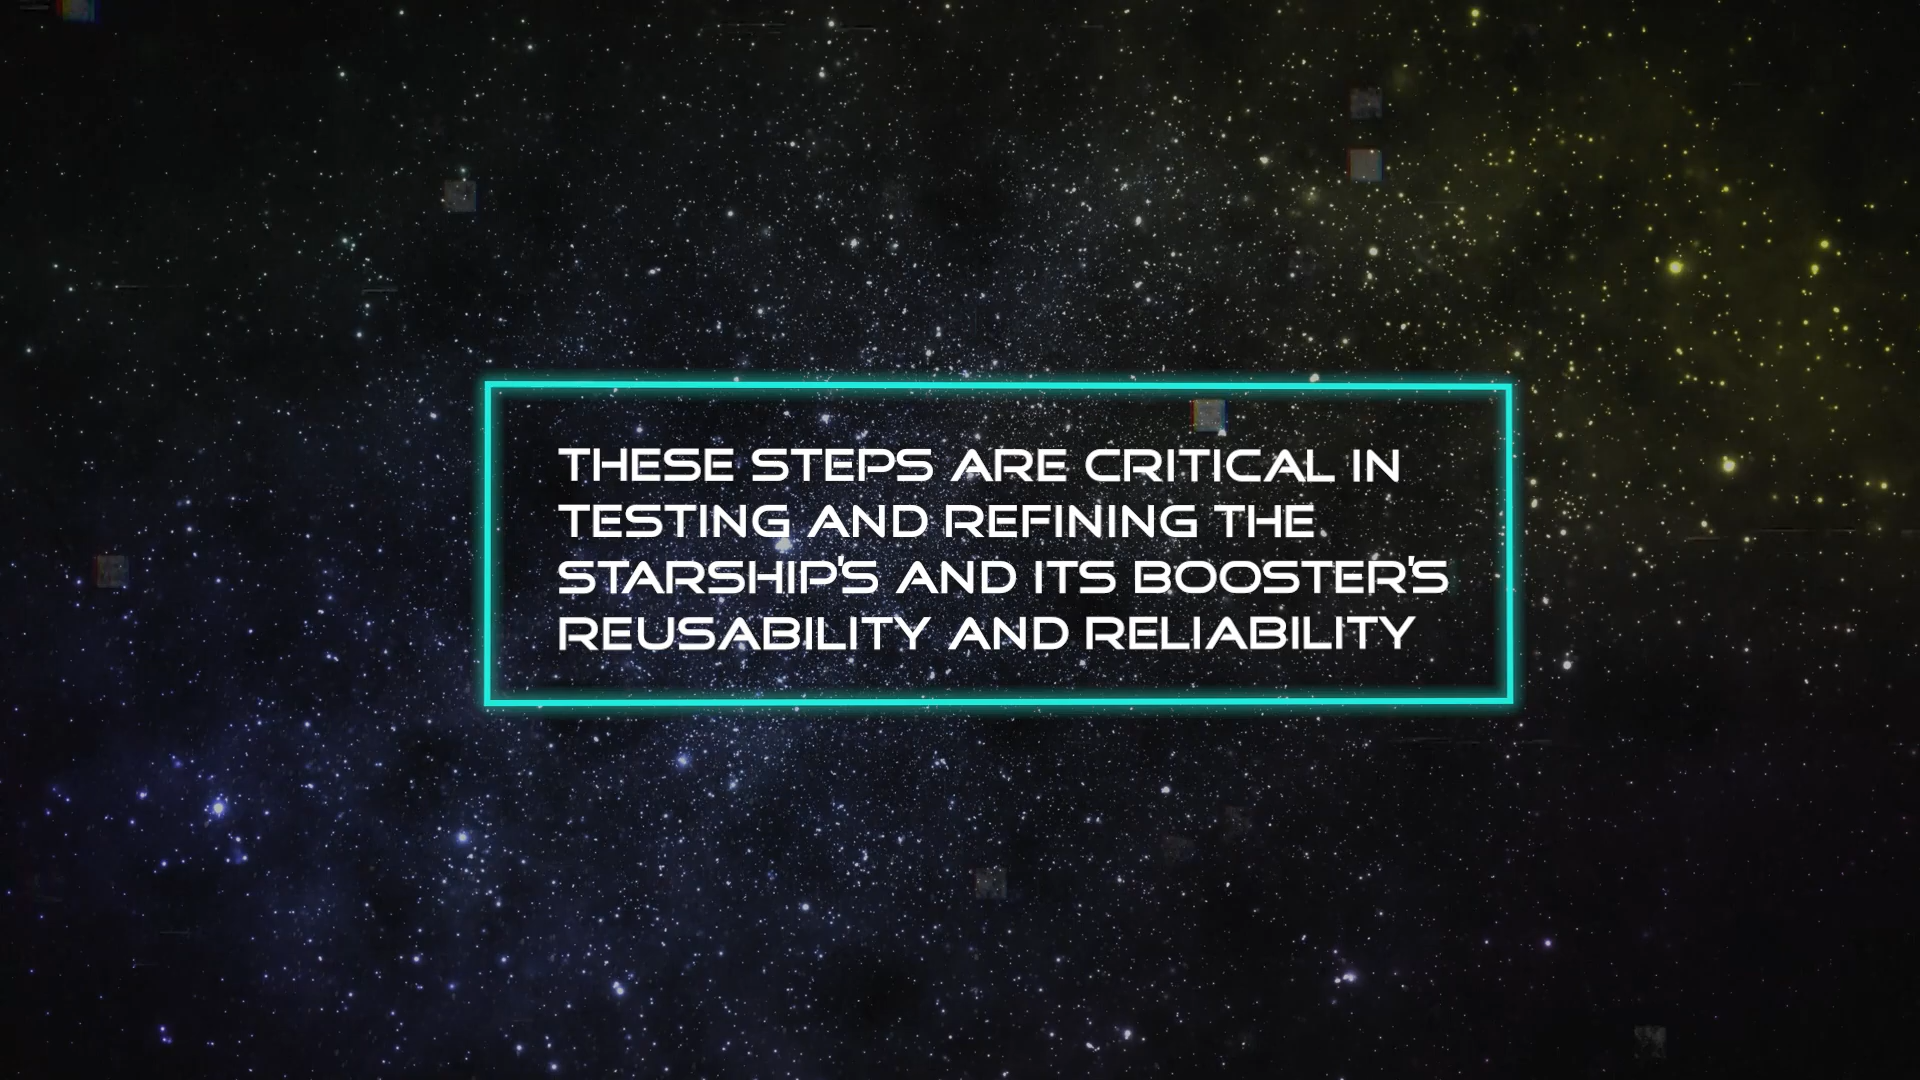 THESE STEPS ARE CRITICAL IN
TESTING AND REFINING THE
STARSHIP'S AND ITS BOOSTER'S
REUSABILITY AND RELIABILITY